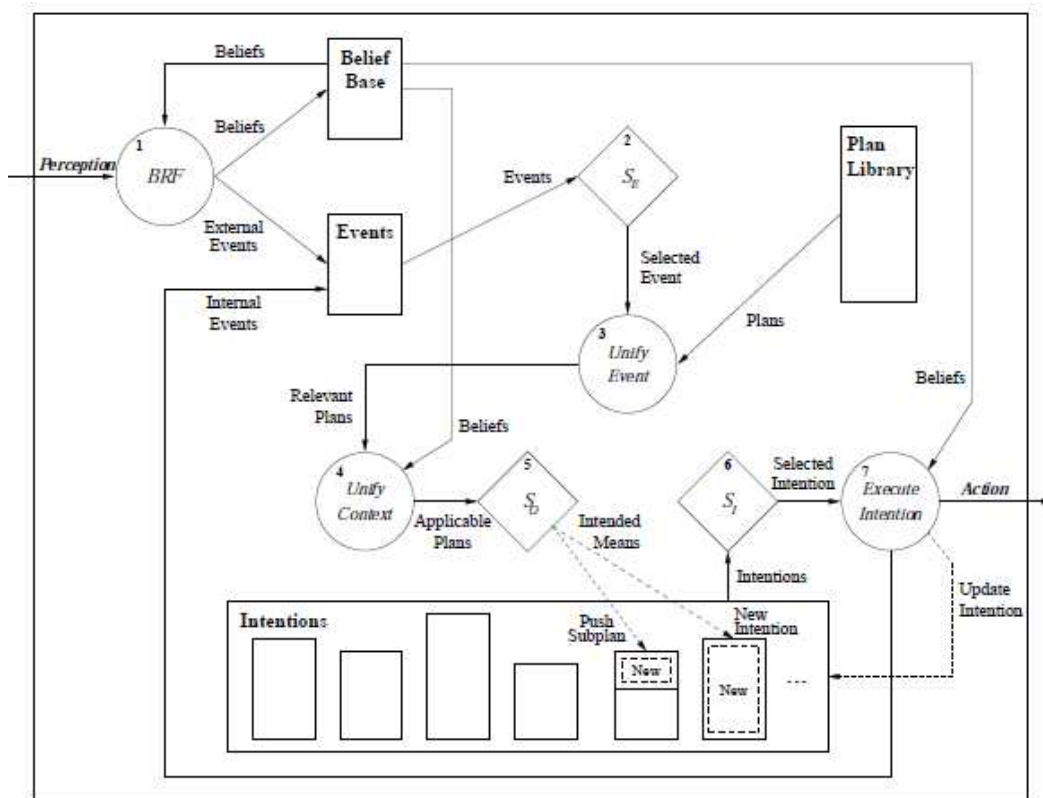 Beliefs
Belief
Base
Beliefs
1
BRF
Perception
2
S_E
Plan
Library
Events
External
Events
Events
Selected
Event
Internal
Events
Plans
3
Unify
Event
Relevant
Plans
Beliefs
Beliefs
4
Unify
Context
Applicable
Plans
5
S_O
Intended
Means
6
S_I
Selected
Intention
7
Execute
Intention
Action
Intentions
Update
Intention
Intentions
Push
Subplan
New
Intention
New
New
...